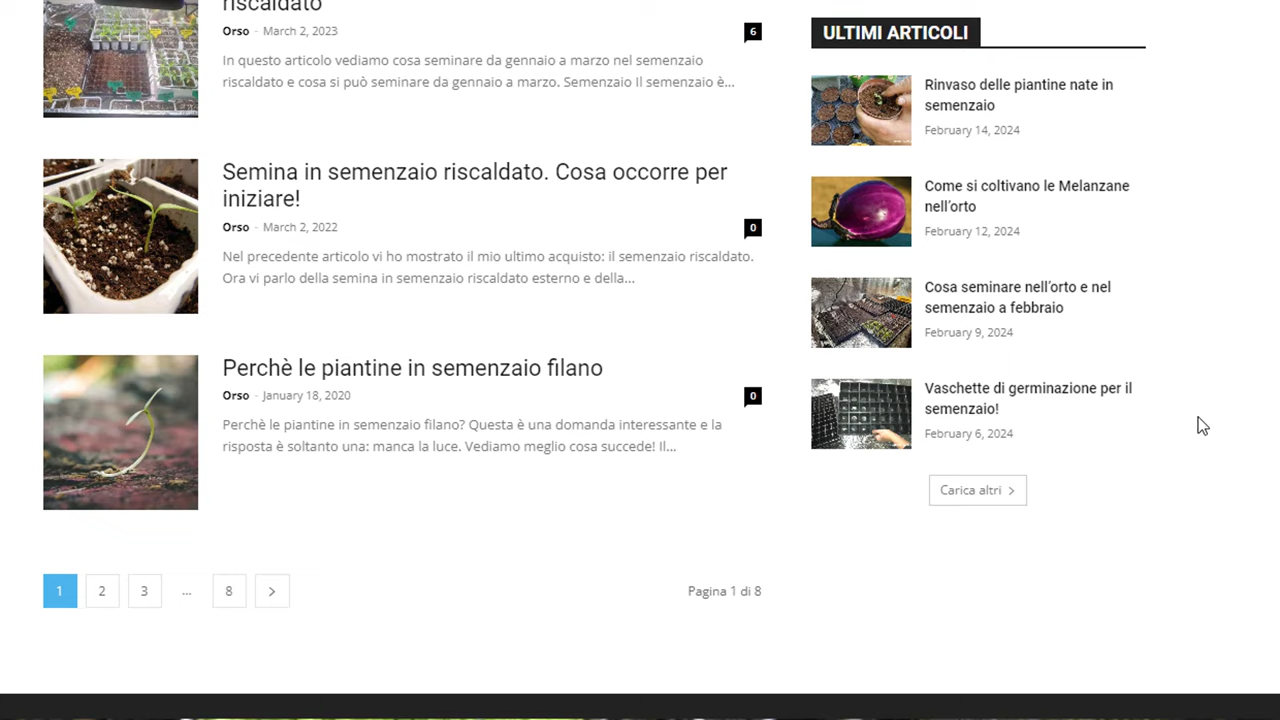 riscaldato
Orso - March 2, 2023
6
In questo articolo vediamo cosa seminare da gennaio a marzo nel semenzaio
riscaldato e cosa si può seminare da gennaio a marzo. Semenzaio Il semenzaio è...
Semina in semenzaio riscaldato. Cosa occorre per
iniziare!
Orso - March 2, 2022
0
Nel precedente articolo vi ho mostrato il mio ultimo acquisto: il semenzaio riscaldato.
Ora vi parlo della semina in semenzaio riscaldato esterno e della...
Perchè le piantine in semenzaio filano
Orso - January 18, 2020
0
Perchè le piantine in semenzaio filano? Questa è una domanda interessante e la
risposta è soltanto una: manca la luce. Vediamo meglio cosa succede! Il...
1 2 3 ... 8
Pagina 1 di 8
ULTIMI ARTICOLI
Rinvaso delle piantine nate in
semenzaio
February 14, 2024
Come si coltivano le Melanzane
nell’orto
February 12, 2024
Cosa seminare nell’orto e nel
semenzaio a febbraio
February 9, 2024
Vaschette di germinazione per il
semenzaio!
February 6, 2024
Carica altri